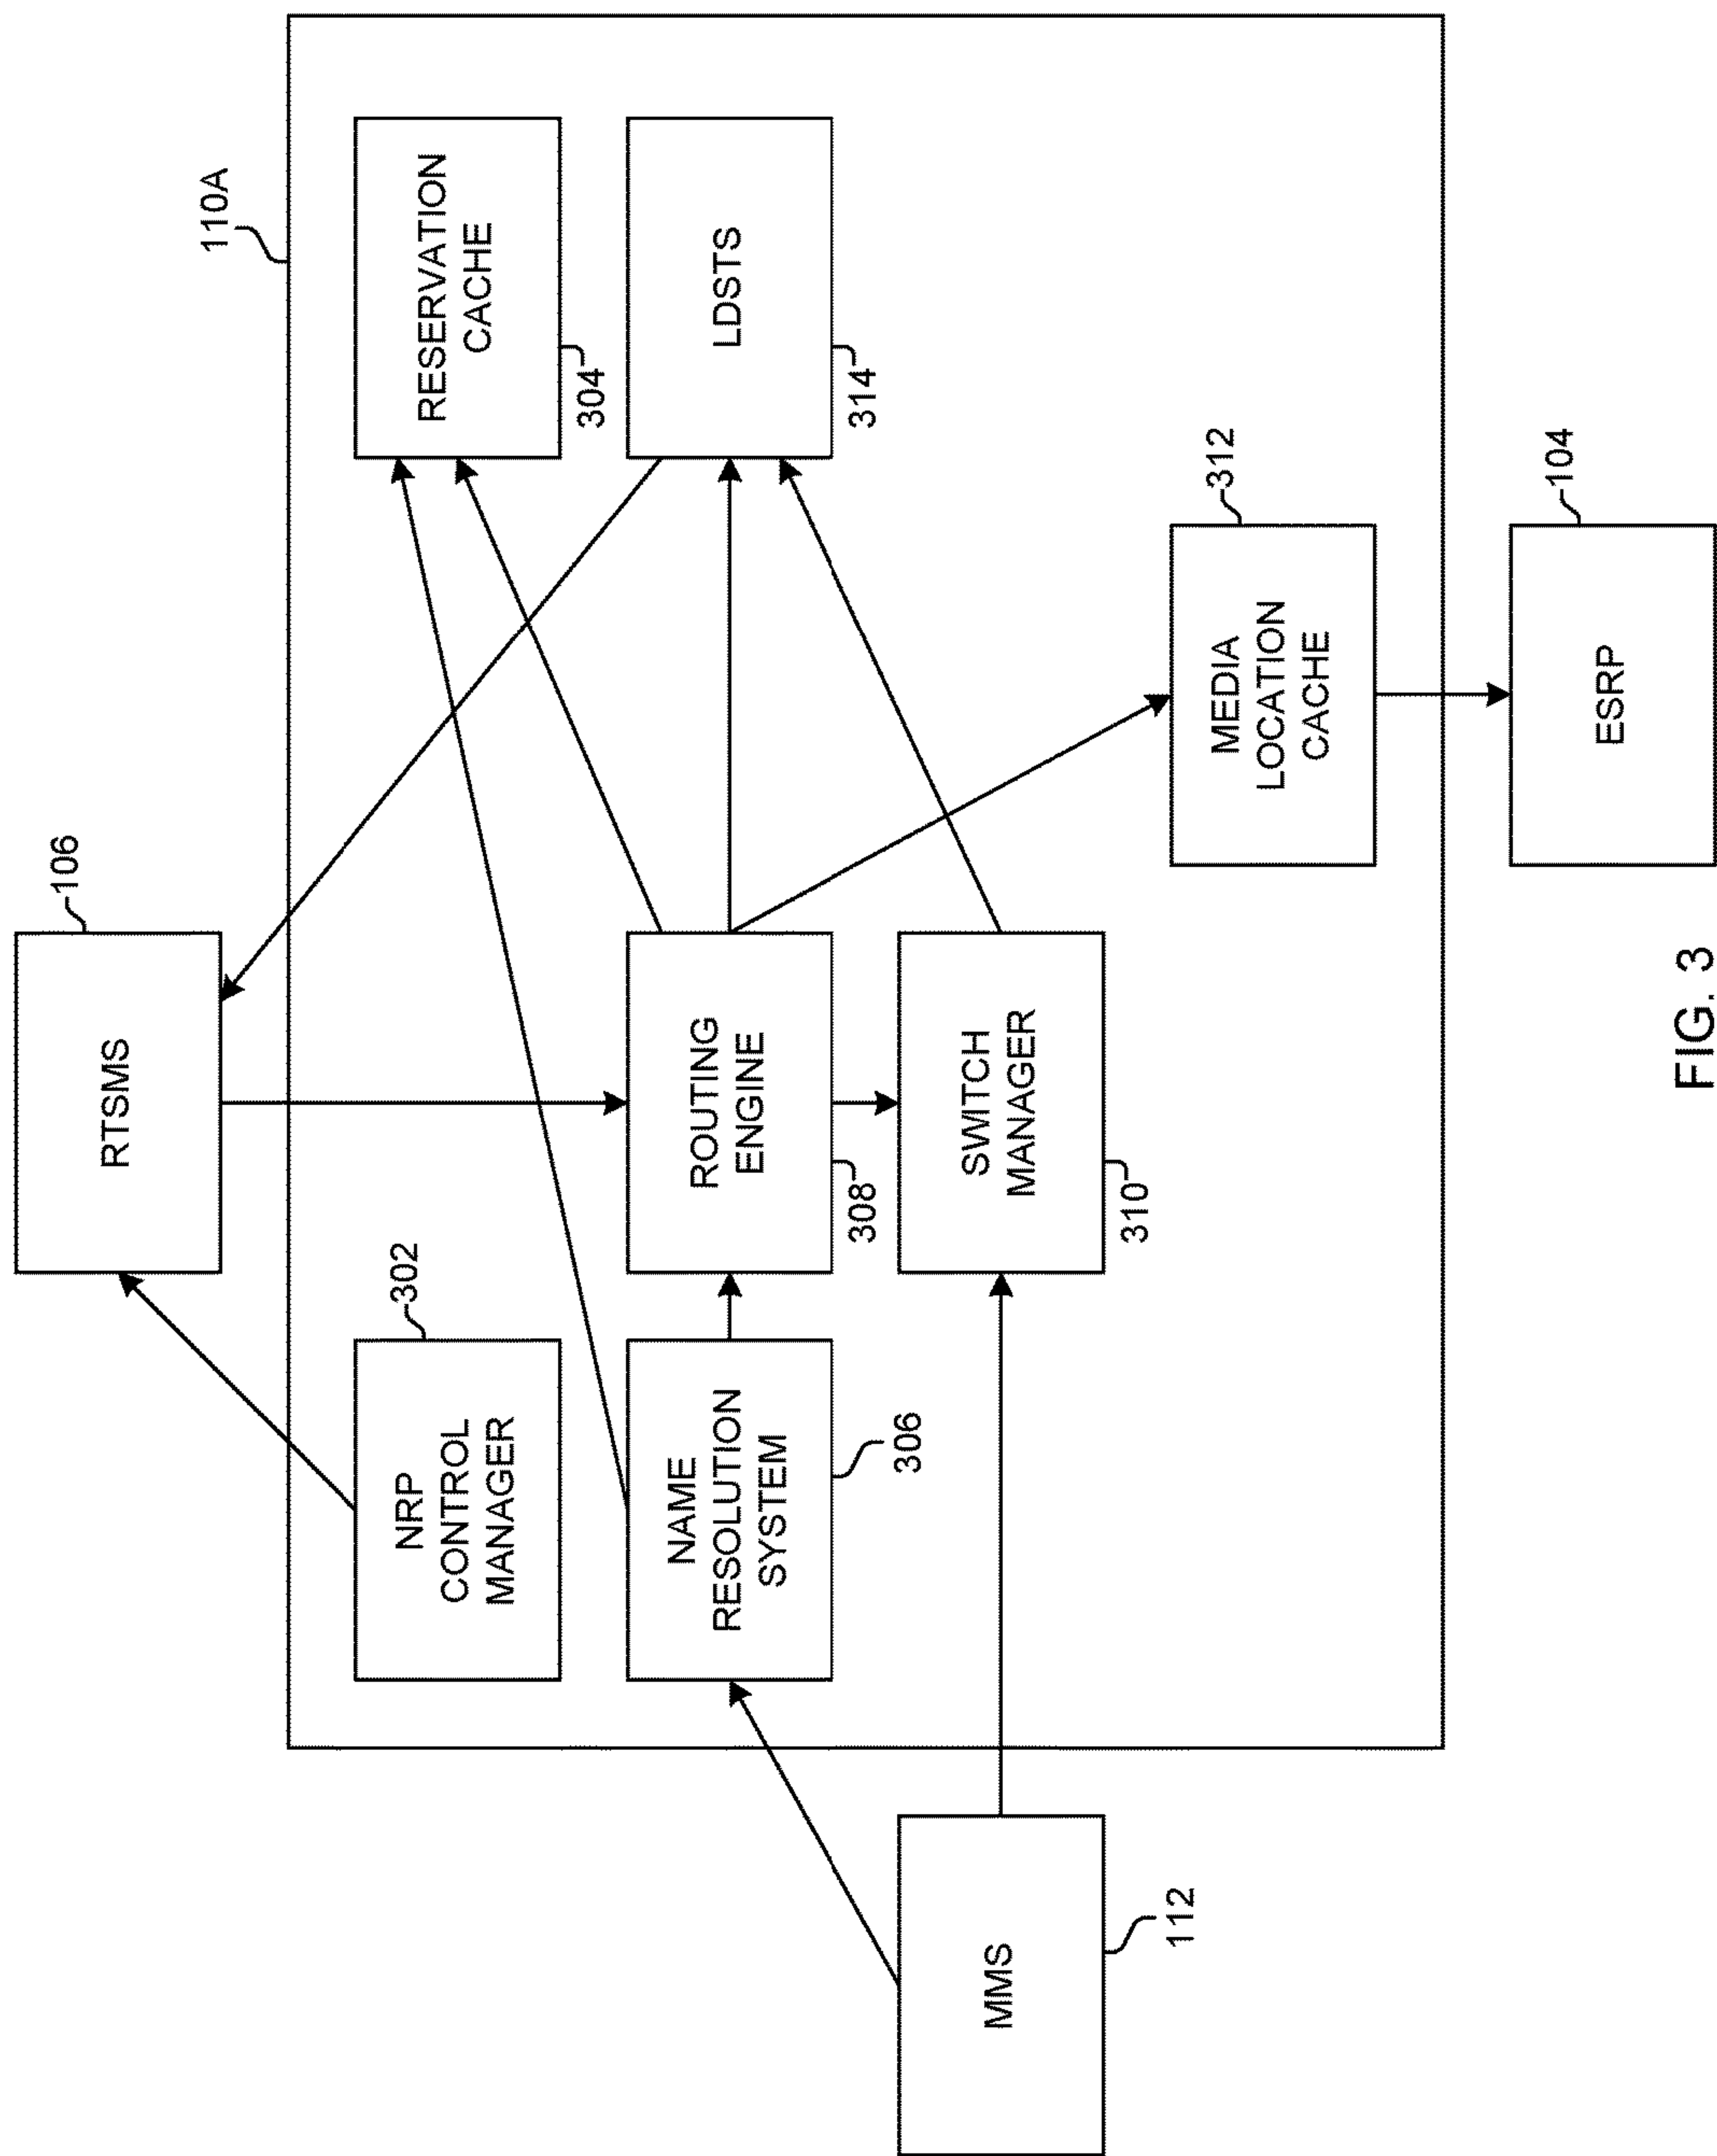 RTSMS
106
110A
302
NRP
CONTROL
MANAGER
RESERVATION
CACHE
304
NAME
RESOLUTION
SYSTEM
306
ROUTING
ENGINE
308
LDSTS
314
MMS
112
SWITCH
MANAGER
310
312
MEDIA
LOCATION
CACHE
104
ESRP
FIG. 3